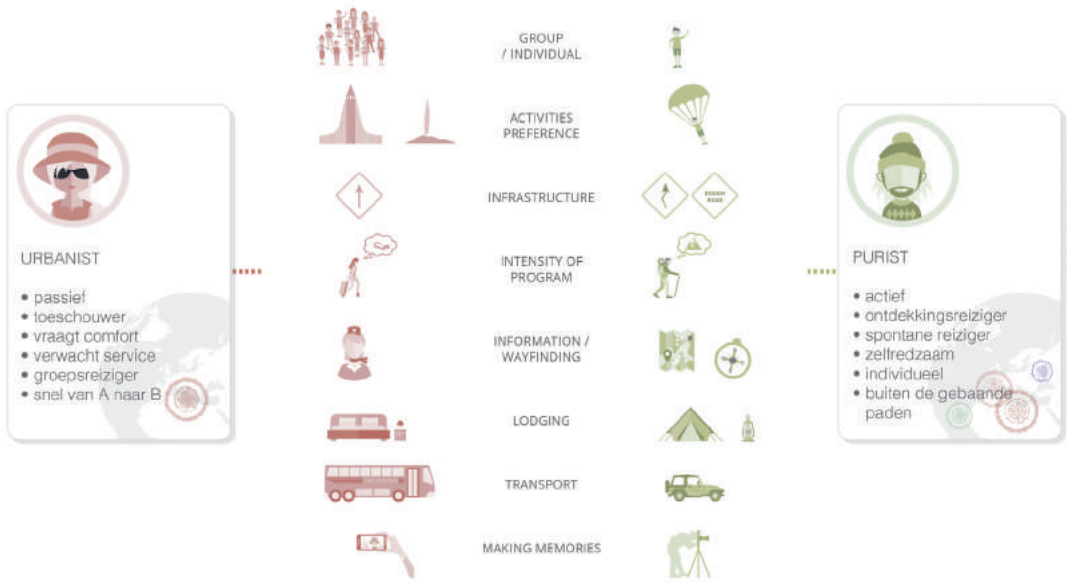 GROUP
/ INDIVIDUAL
ACTIVITIES
PREFERENCE
INFRASTRUCTURE
ROUGH
ROAD
INTENSITY OF
PROGRAM
INFORMATION /
WAYFINDING
LODGING
TRANSPORT
MAKING MEMORIES
URBANIST
• passief
• toeschouwer
• vraagt comfort
• verwacht service
• groepsreiziger
• snel van A naar B
PURIST
• actief
• ontdekkingsreiziger
• spontane reiziger
• zelfredzaam
• individueel
• buiten de gebaande
paden